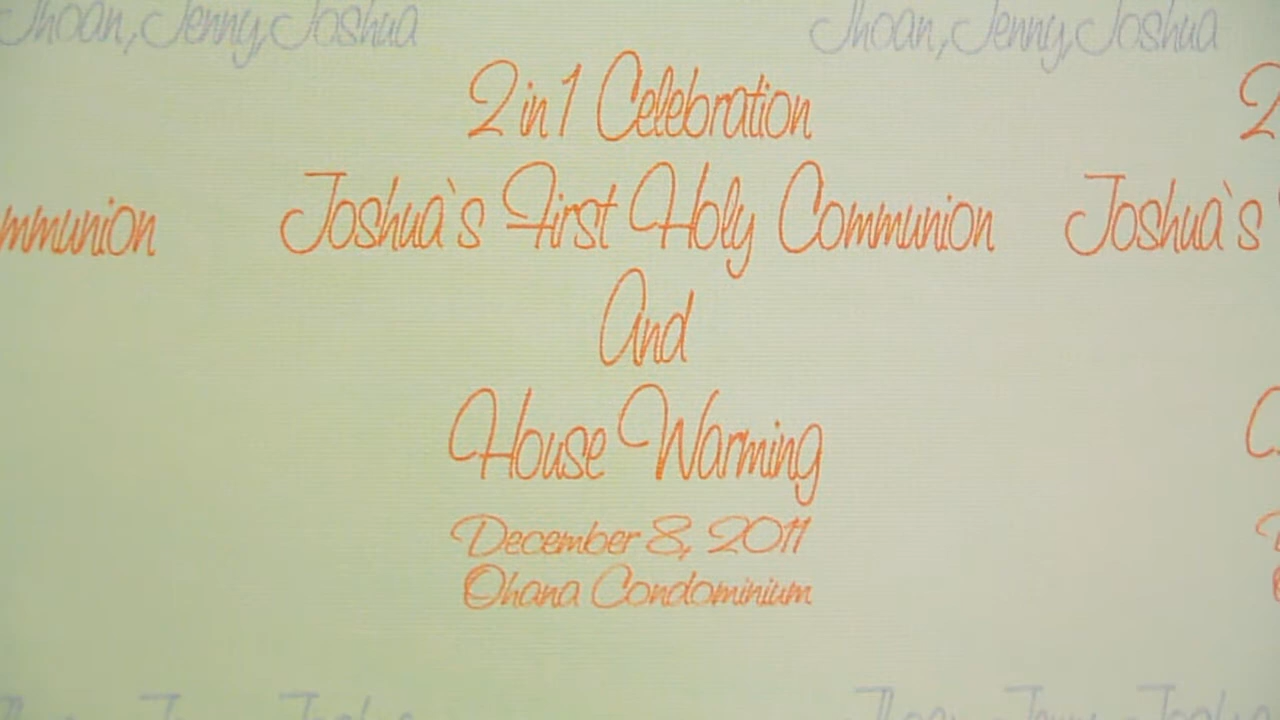 Jhoan, Jenny, Joshua
Jhoan, Jenny, Joshua
2 in 1 Celebration
2
mmunion
Joshua`s First Holy Communion
Joshua`s
And
House Warming
December 8, 2011
Ohana Condominium